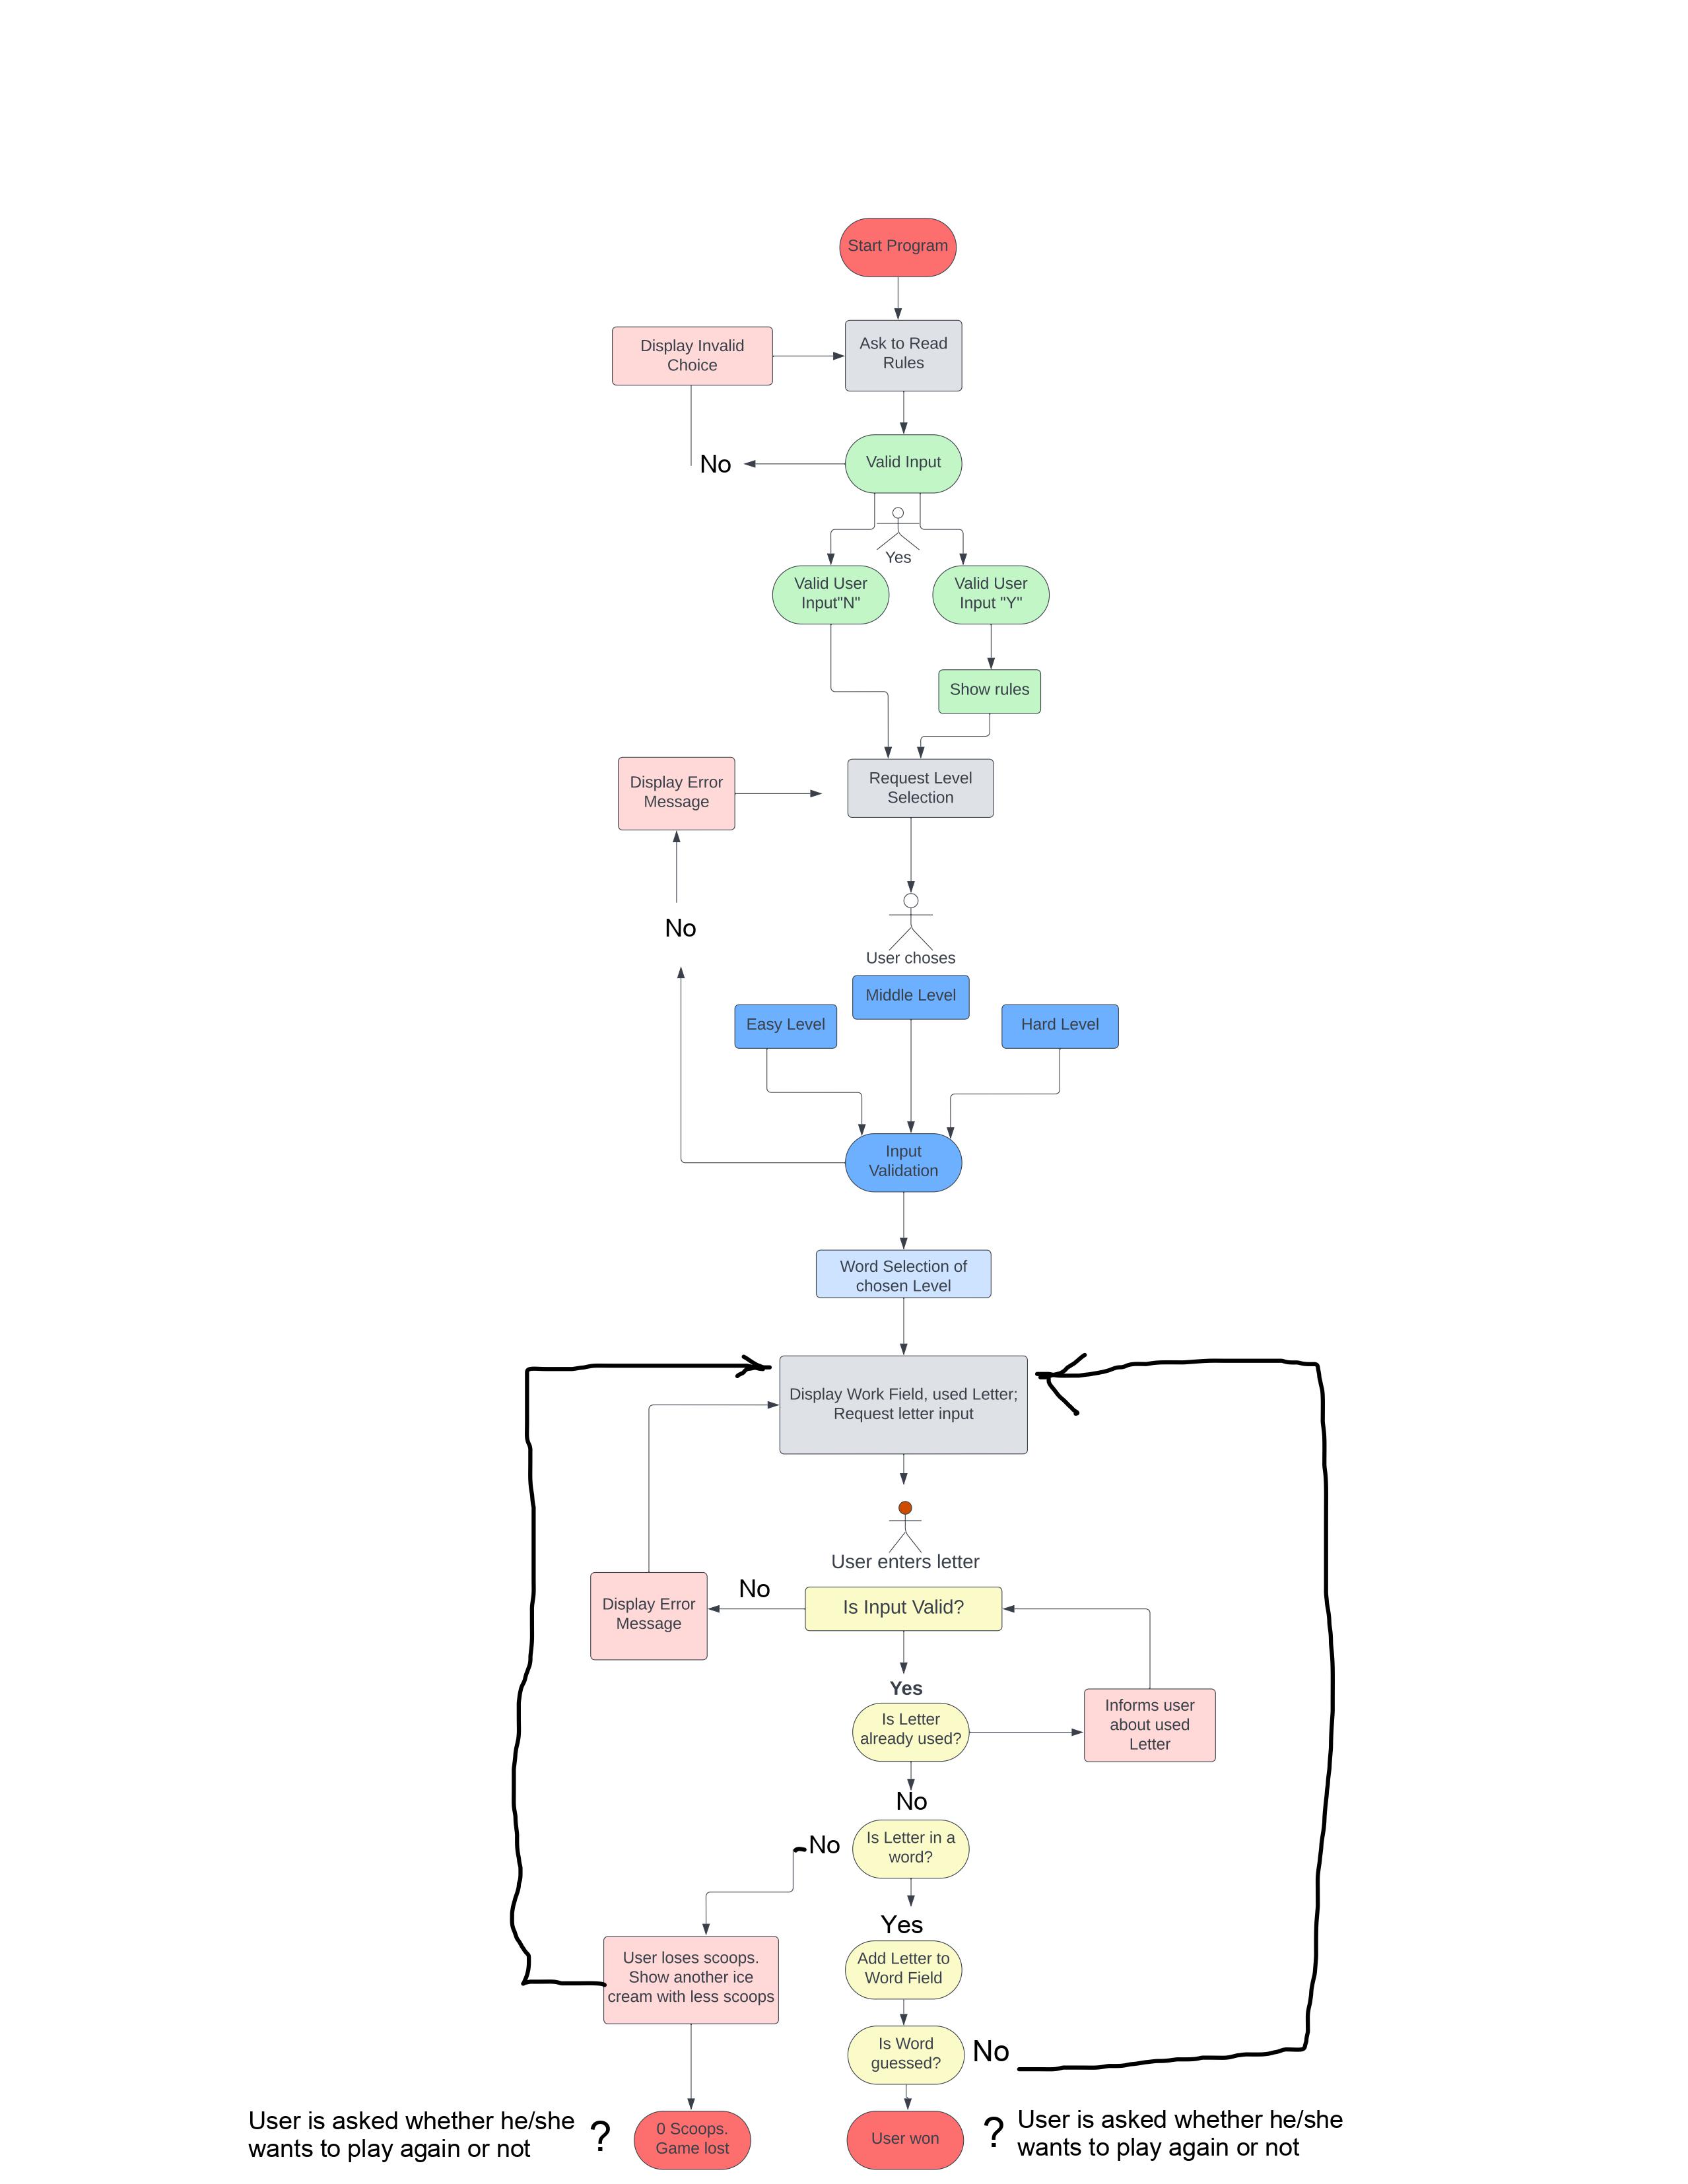 Start Program
Display Invalid
Choice
Ask to Read
Rules
No
Valid Input
Yes
Valid User
Input"N"
Valid User
Input "Y"
Show rules
Display Error
Message
Request Level
Selection
No
User choses
Middle Level
Easy Level
Hard Level
Input
Validation
Word Selection of
chosen Level
Display Work Field, used Letter;
Request letter input
User enters letter
No
Display Error
Message
Is Input Valid?
Yes
Is Letter
already used?
Informs user
about used
Letter
No
No
Is Letter in a
word?
Yes
User loses scoops.
Show another ice
cream with less scoops
Add Letter to
Word Field
Is Word
guessed?
No
User is asked whether he/she
wants to play again or not
?
0 Scoops.
Game lost
User won
?
User is asked whether he/she
wants to play again or not